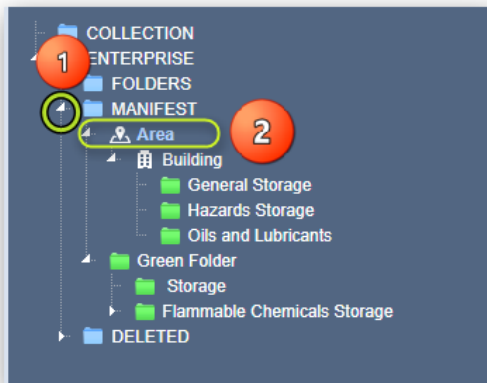 COLLECTION
ENTERPRISE
1
FOLDERS
MANIFEST
Area
2
Building
General Storage
Hazards Storage
Oils and Lubricants
Green Folder
Storage
Flammable Chemicals Storage
DELETED